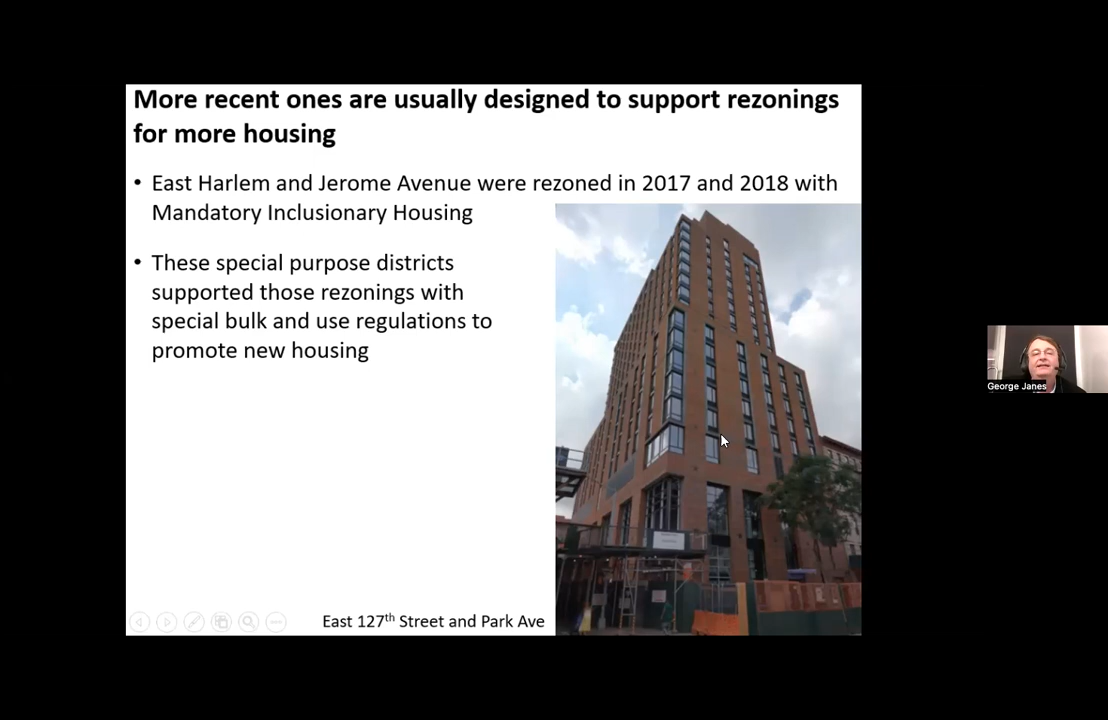 More recent ones are usually designed to support rezonings
for more housing
• East Harlem and Jerome Avenue were rezoned in 2017 and 2018 with
Mandatory Inclusionary Housing
• These special purpose districts
supported those rezonings with
special bulk and use regulations to
promote new housing
East 127th Street and Park Ave
George Janes